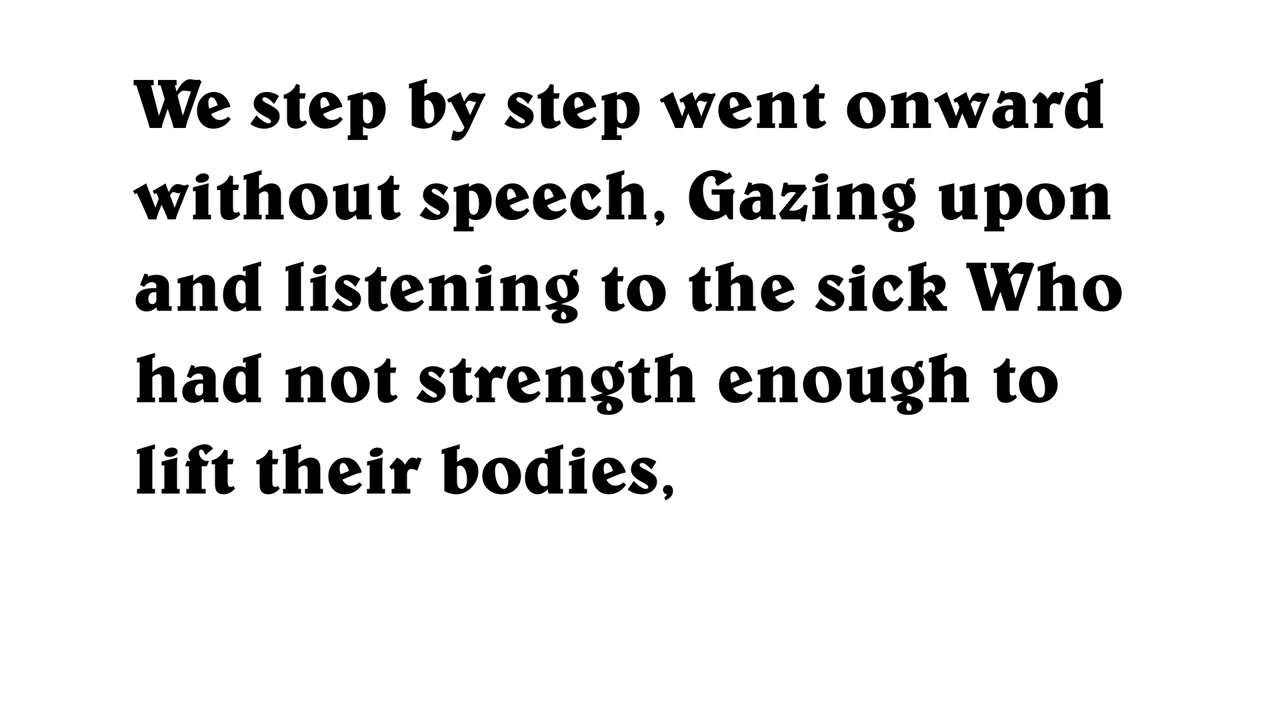 We step by step went onward
without speech, Gazing upon
and listening to the sick Who
had not strength enough to
lift their bodies,